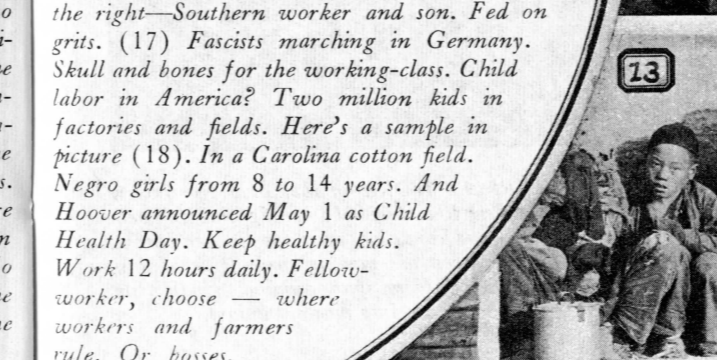 the right—Southern worker and son. Fed on
grits. (17) Fascists marching in Germany.
Skull and bones for the working-class. Child
labor in America? Two million kids in
factories and fields. Here's a sample in
picture (18). In a Carolina cotton field.
Negro girls from 8 to 14 years. And
Hoover announced May 1 as Child
Health Day. Keep healthy kids.
Work 12 hours daily. Fellow-
worker, choose — where
workers and farmers
rule. Or bosses.
13